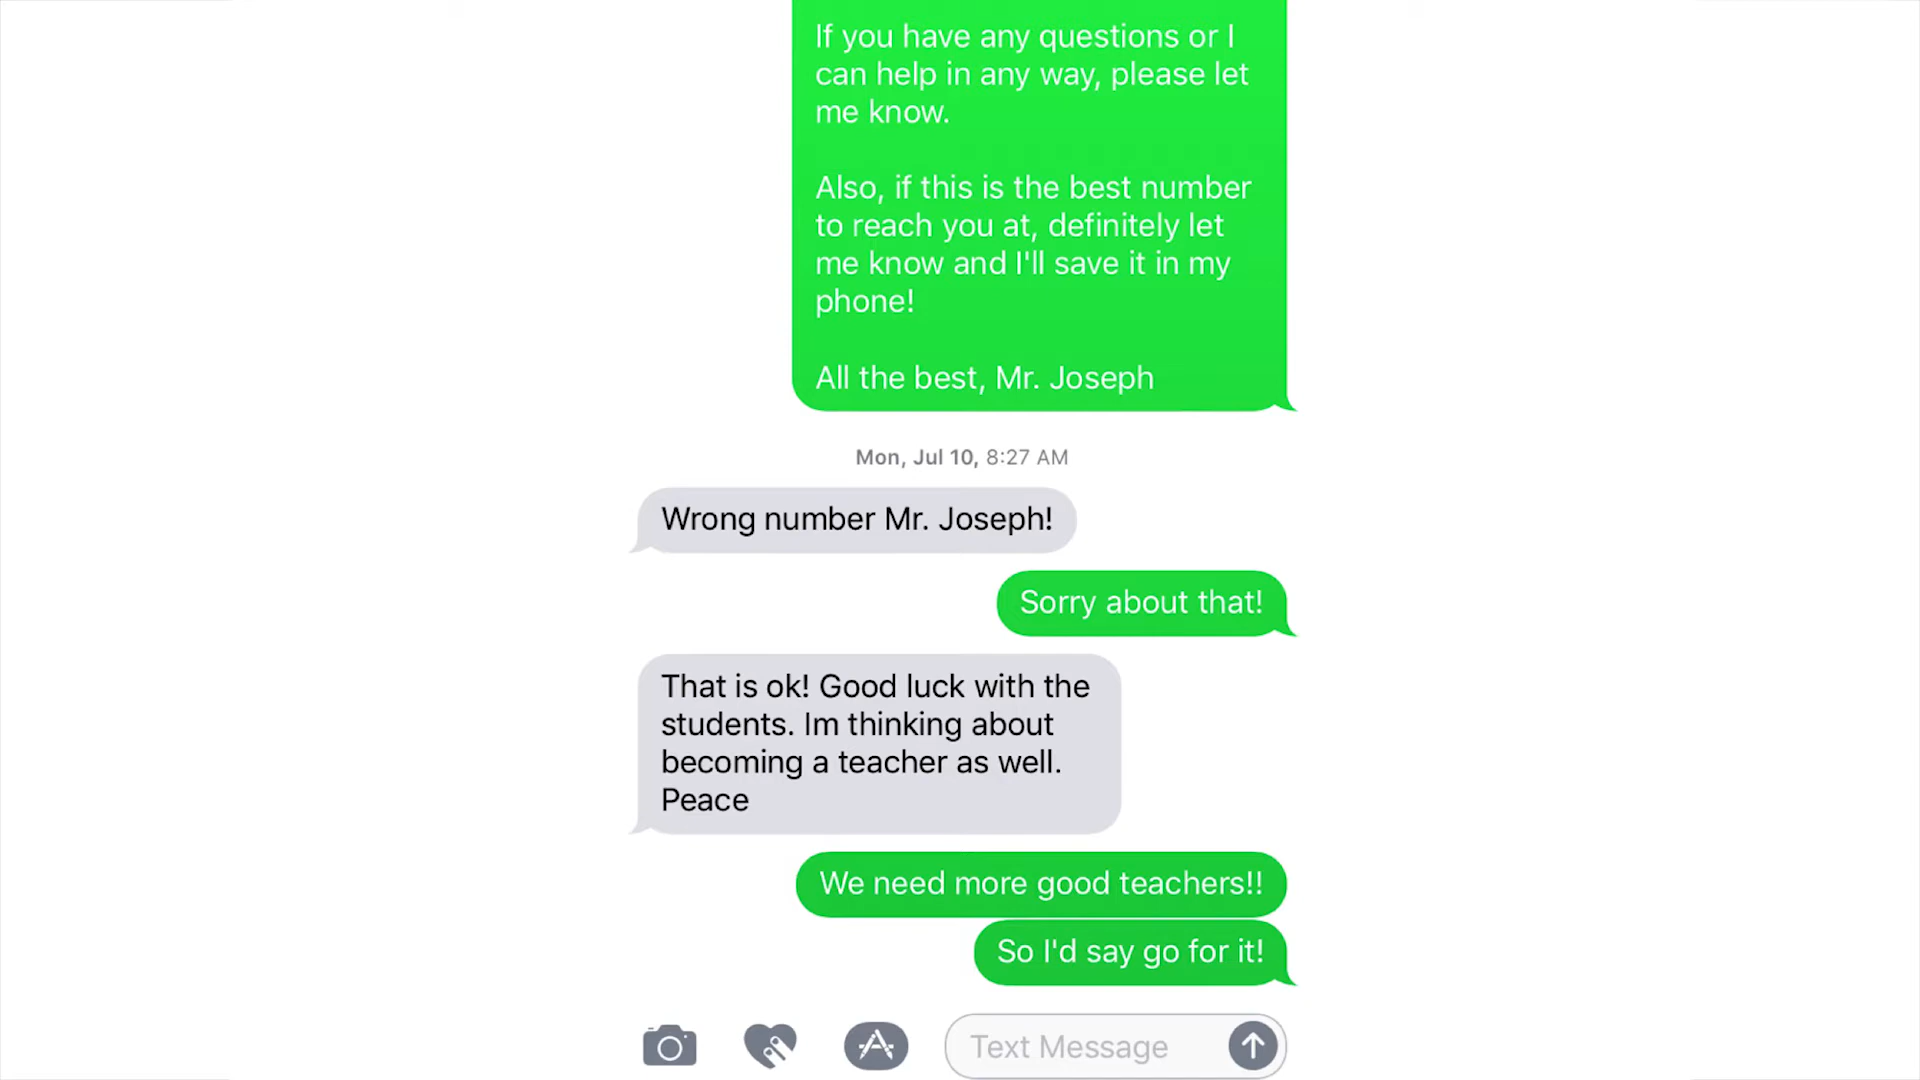 If you have any questions or I
can help in any way, please let
me know.
Also, if this is the best number
to reach you at, definitely let
me know and I'll save it in my
phone!
All the best, Mr. Joseph
Mon, Jul 10, 8:27 AM
Wrong number Mr. Joseph!
Sorry about that!
That is ok! Good luck with the
students. Im thinking about
becoming a teacher as well.
Peace
We need more good teachers!!
So I'd say go for it!
Text Message